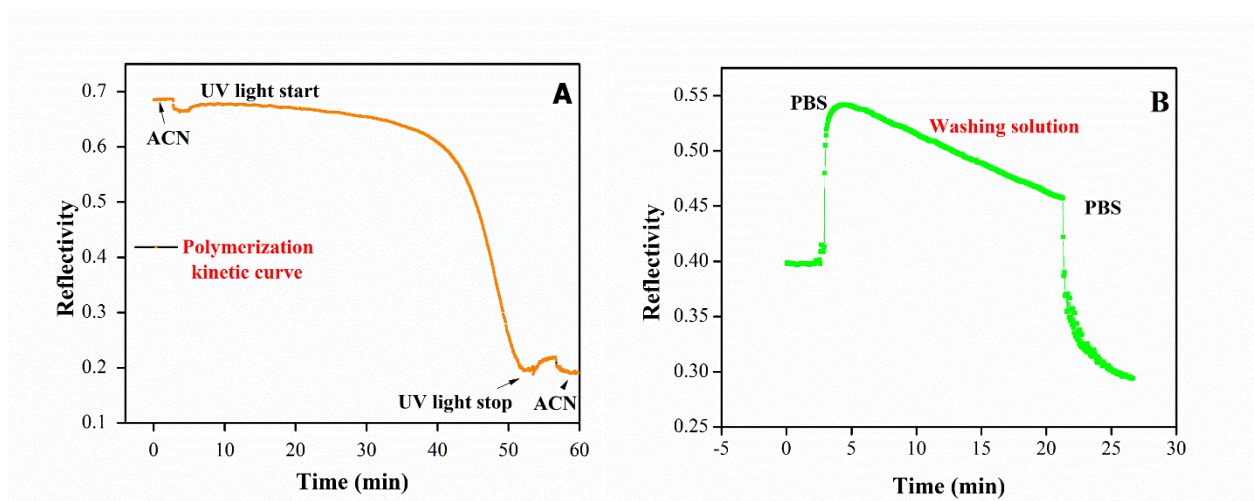 A
0.7
0.6
0.5
0.4
0.3
0.2
0.1
Reflectivity
UV light start
ACN
Polymerization
kinetic curve
UV light stop
ACN
0 10 20 30 40 50 60
Time (min)
B
0.55
0.50
0.45
0.40
0.35
0.30
0.25
Reflectivity
PBS
Washing solution
PBS
-5 0 5 10 15 20 25 30
Time (min)